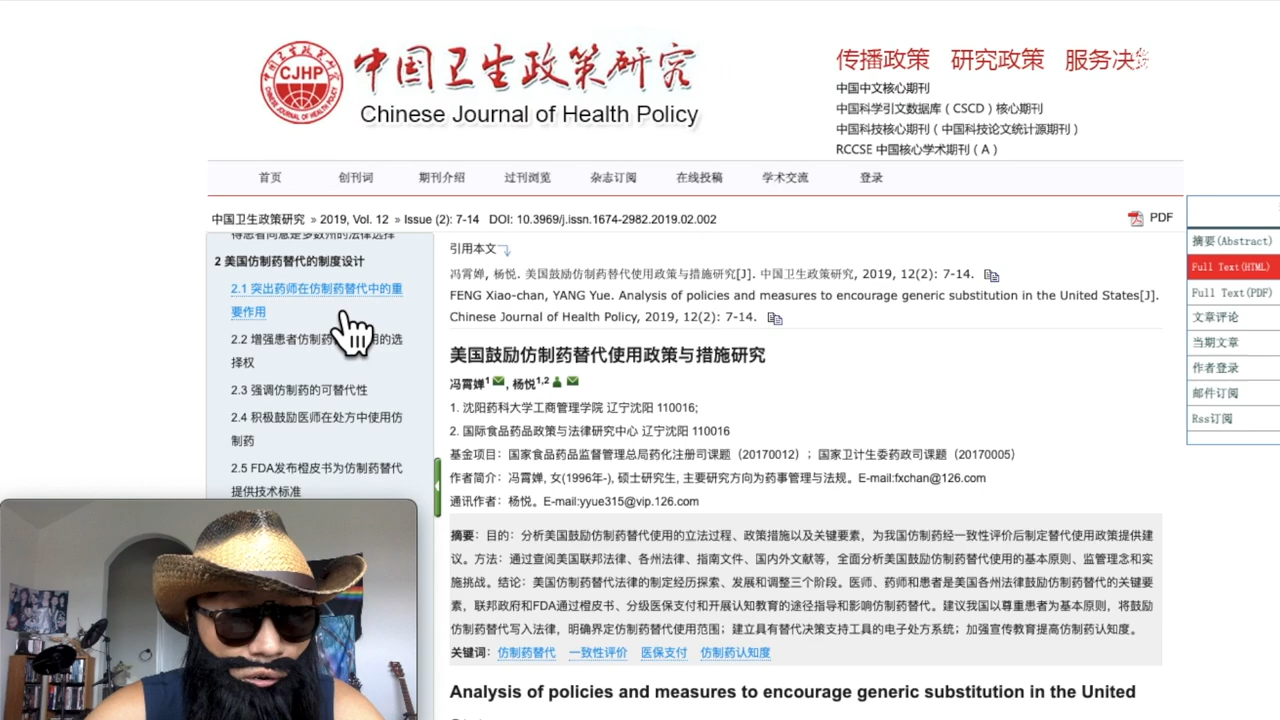 中国卫生政策研究
CJHP
Chinese Journal of Health Policy
传播政策 研究政策 服务决
中国中文核心期刊
中国科学引文数据库（CSCD）核心期刊
中国科技核心期刊（中国科技论文统计源期刊）
RCCSE 中国核心学术期刊（A）
首页 创刊词 期刊介绍 过刊浏览 杂志订阅 在线投稿 学术交流 登录
中国卫生政策研究 » 2019, Vol. 12 » Issue (2): 7-14 DOI: 10.3969/j.issn.1674-2982.2019.02.002
PDF
得患者同意是多数州的法律选择
2 美国仿制药替代的制度设计
2.1 突出药师在仿制药替代中的重
要作用
2.2 增强患者仿制药 用的选
择权
2.3 强调仿制药的可替代性
2.4 积极鼓励医师在处方中使用仿
制药
2.5 FDA发布橙皮书为仿制药替代
提供技术标准
引用本文
冯霄婵, 杨悦. 美国鼓励仿制药替代使用政策与措施研究[J]. 中国卫生政策研究, 2019, 12(2): 7-14.
FENG Xiao-chan, YANG Yue. Analysis of policies and measures to encourage generic substitution in the United States[J].
Chinese Journal of Health Policy, 2019, 12(2): 7-14.
美国鼓励仿制药替代使用政策与措施研究
冯霄婵1 , 杨悦1,2
1. 沈阳药科大学工商管理学院 辽宁沈阳 110016;
2. 国际食品药品政策与法律研究中心 辽宁沈阳 110016
基金项目：国家食品药品监督管理总局药化注册司课题（20170012）；国家卫计生委药政司课题（20170005）
作者简介：冯霄婵, 女(1996年-), 硕士研究生, 主要研究方向为药事管理与法规。E-mail:fxchan@126.com
通讯作者：杨悦。E-mail:yyue315@vip.126.com
摘要：目的：分析美国鼓励仿制药替代使用的立法过程、政策措施以及关键要素，为我国仿制药经一致性评价后制定替代使用政策提供建
议。方法：通过查阅美国联邦法律、各州法律、指南文件、国内外文献等，全面分析美国鼓励仿制药替代使用的基本原则、监管理念和实
施挑战。结论：美国仿制药替代法律的制定经历探索、发展和调整三个阶段。医师、药师和患者是美国各州法律鼓励仿制药替代的关键要
素，联邦政府和FDA通过橙皮书、分级医保支付和开展认知教育的途径指导和影响仿制药替代。建议我国以尊重患者为基本原则，将鼓
励仿制药替代写入法律，明确界定仿制药替代使用范围；建立具有替代决策支持工具的电子处方系统；加强宣传教育提高仿制药认知度。
关键词：仿制药替代 一致性评价 医保支付 仿制药认知度
Analysis of policies and measures to encourage generic substitution in the United
摘要(Abstract)
Full Text(HTML)
Full Text(PDF)
文章评论
当期文章
作者登录
邮件订阅
Rss订阅